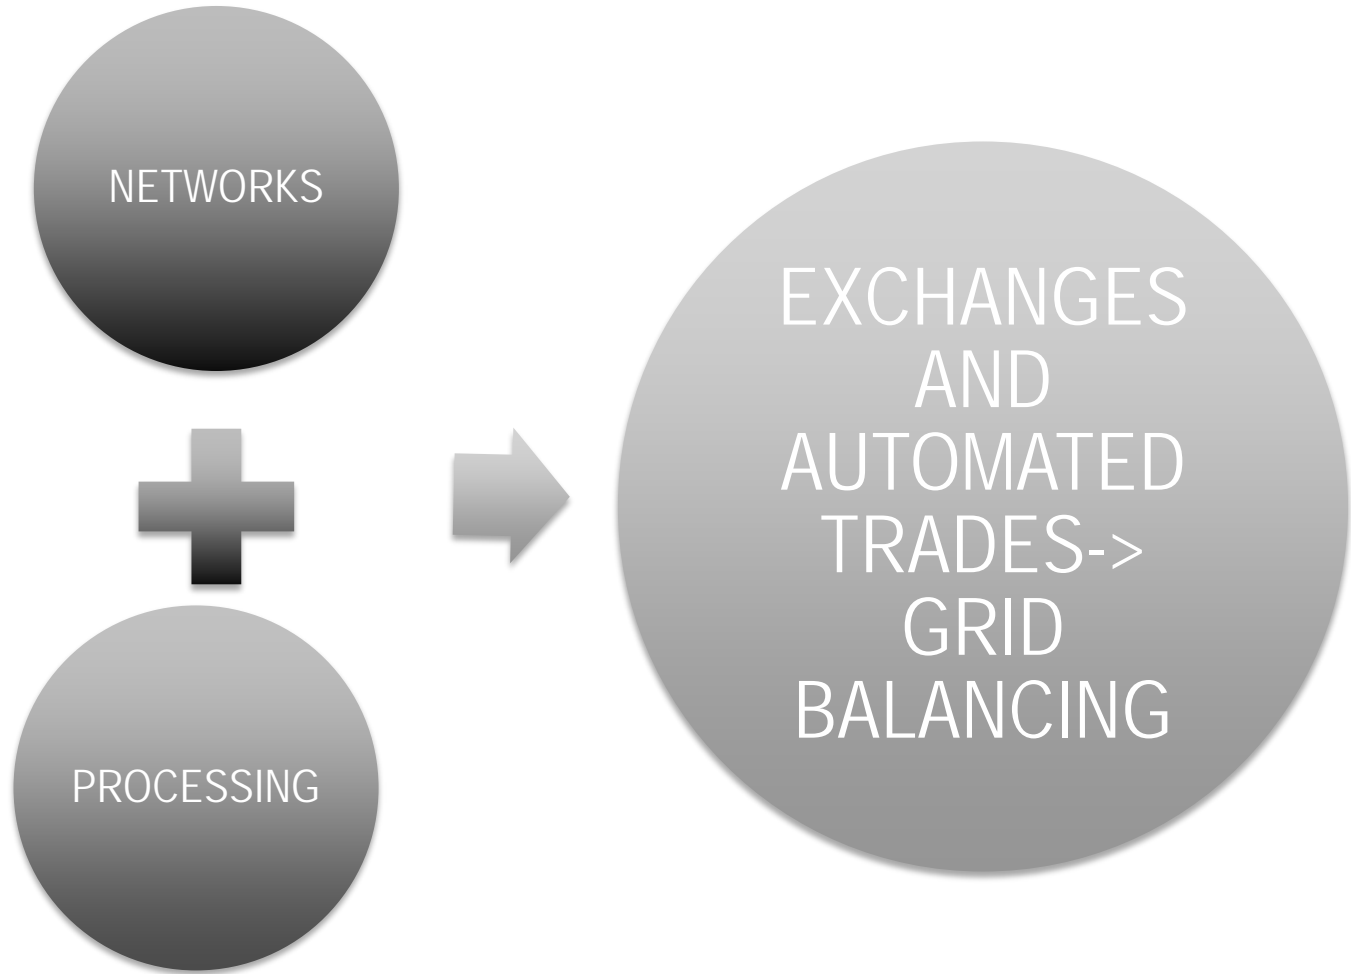 NETWORKS
PROCESSING
EXCHANGES
AND
AUTOMATED
TRADES->
GRID
BALANCING